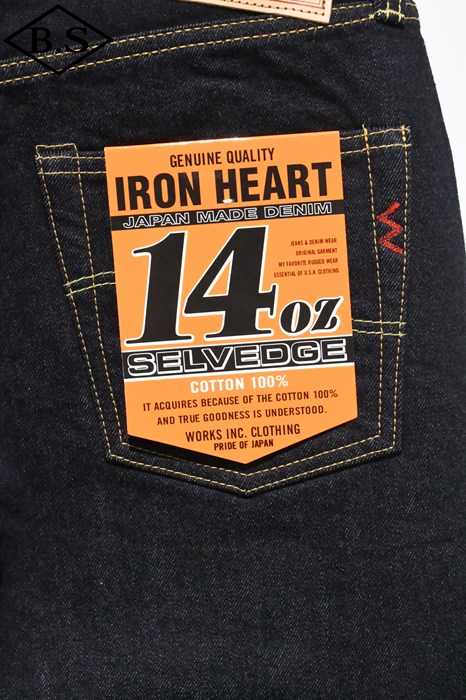 B.S
GENUINE QUALITY
IRON HEART
JAPAN MADE DENIM
14oz
JEANS & DENIM WEAR
ORIGINAL GARMENT
MY FAVORITE RUGGED WEAR
ESSENTIAL OF U.S.A. CLOTHING
SELVEDGE
COTTON 100%
IT ACQUIRES BECAUSE OF THE COTTON 100%
AND TRUE GOODNESS IS UNDERSTOOD.
WORKS INC. CLOTHING
PRIDE OF JAPAN